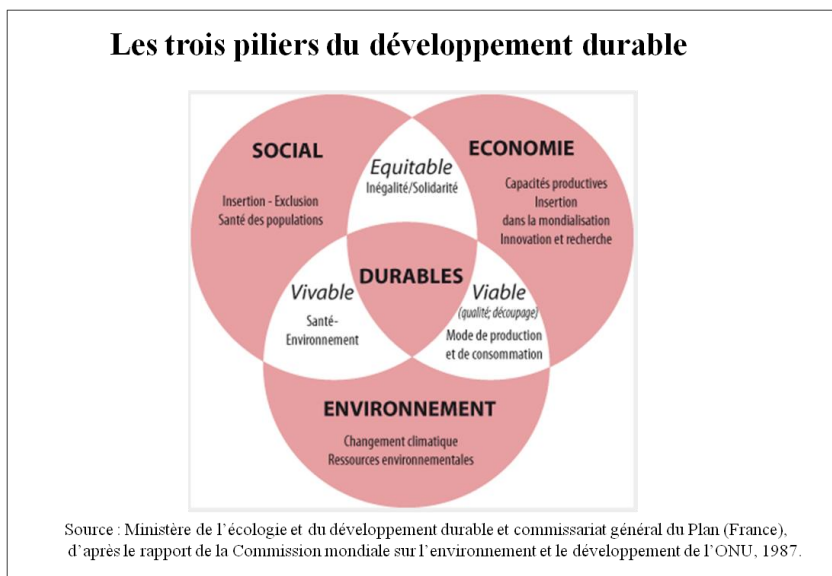 Les trois piliers du développement durable
SOCIAL
Insertion - Exclusion
Santé des populations
Equitable
Inégalité/Solidarité
ECONOMIE
Capacités productives
Insertion
dans la mondialisation
Innovation et recherche
DURABLES
Vivable
Santé-
Environnement
Viable
(qualité; découpage)
Mode de production
et de consommation
ENVIRONNEMENT
Changement climatique
Ressources environnementales
Source : Ministère de l'écologie et du développement durable et commissariat général du Plan (France),
d'après le rapport de la Commission mondiale sur l'environnement et le développement de l'ONU, 1987.